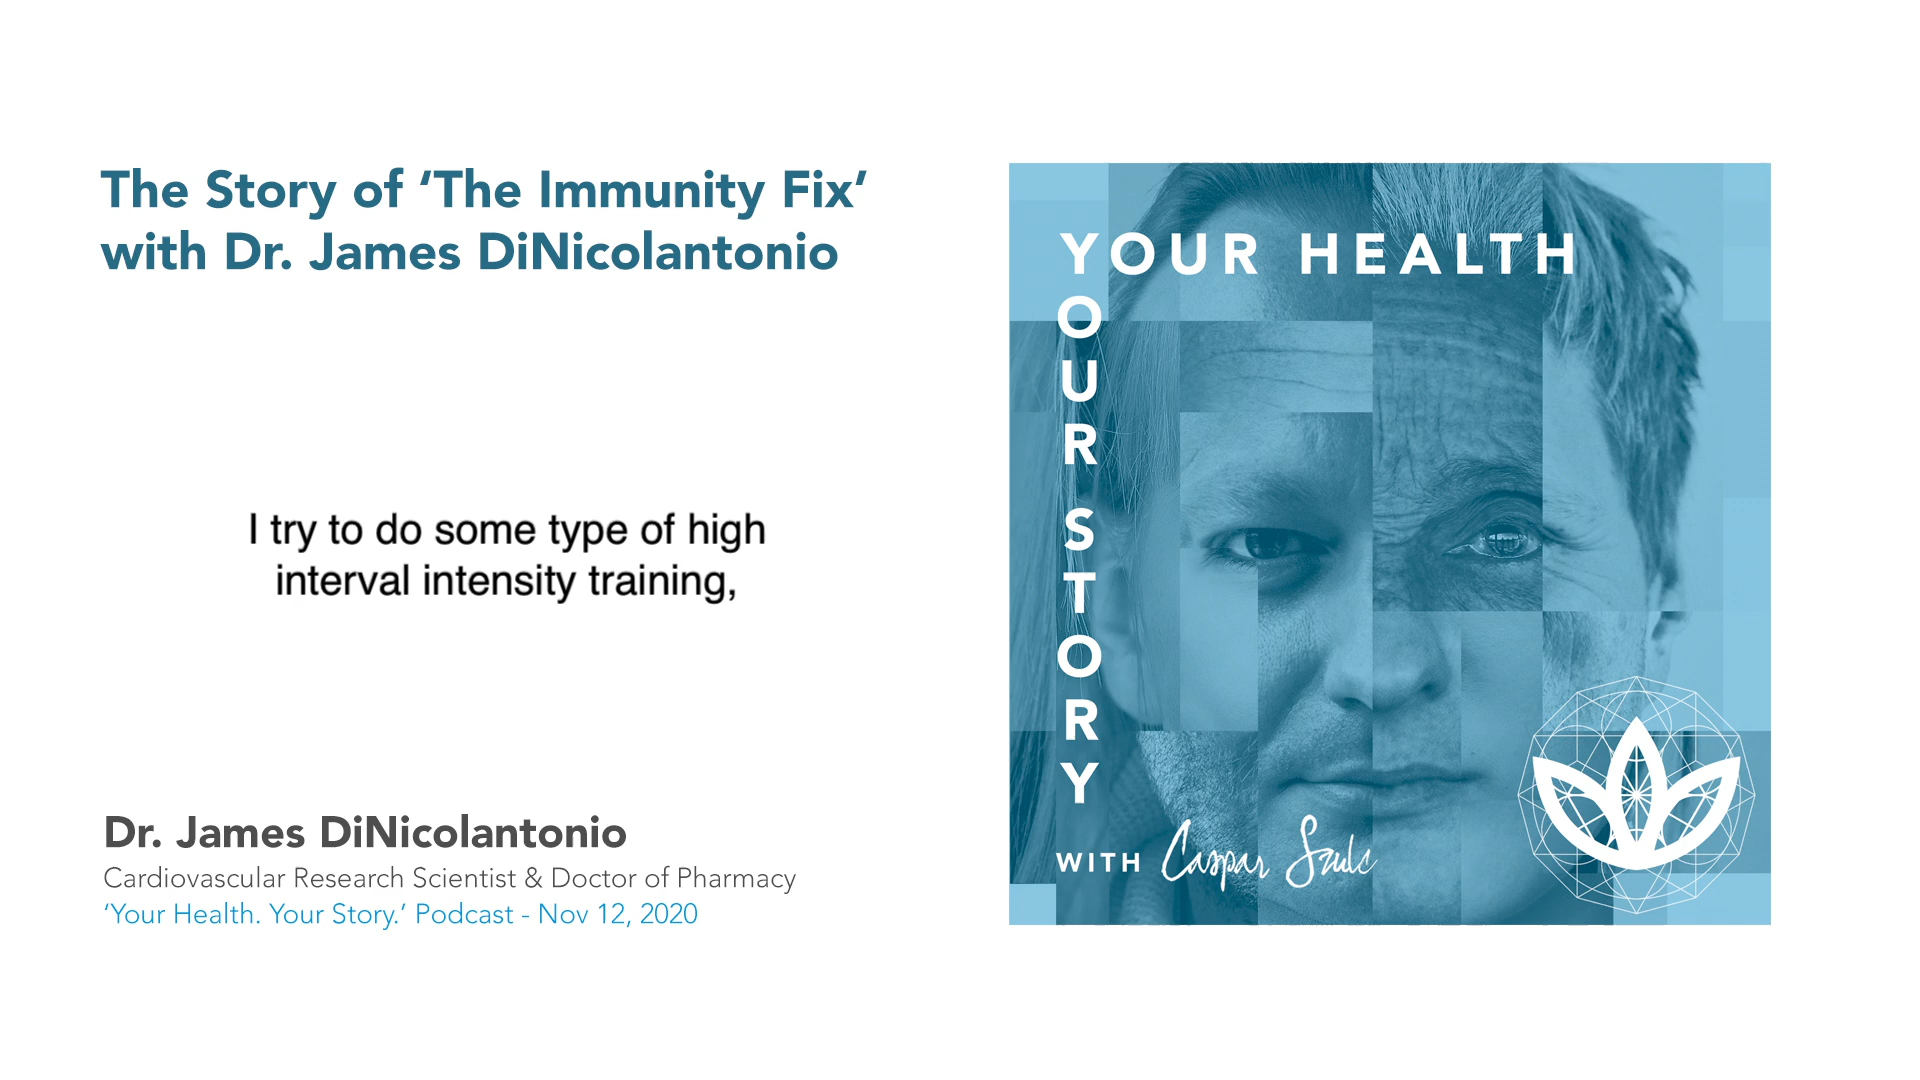 The Story of ‘The Immunity Fix’
with Dr. James DiNicolantonio
I try to do some type of high
interval intensity training,
Dr. James DiNicolantonio
Cardiovascular Research Scientist & Doctor of Pharmacy
‘Your Health. Your Story.’ Podcast - Nov 12, 2020
YOUR HEALTH
YOUR STORY
WITH Caspar Szulc